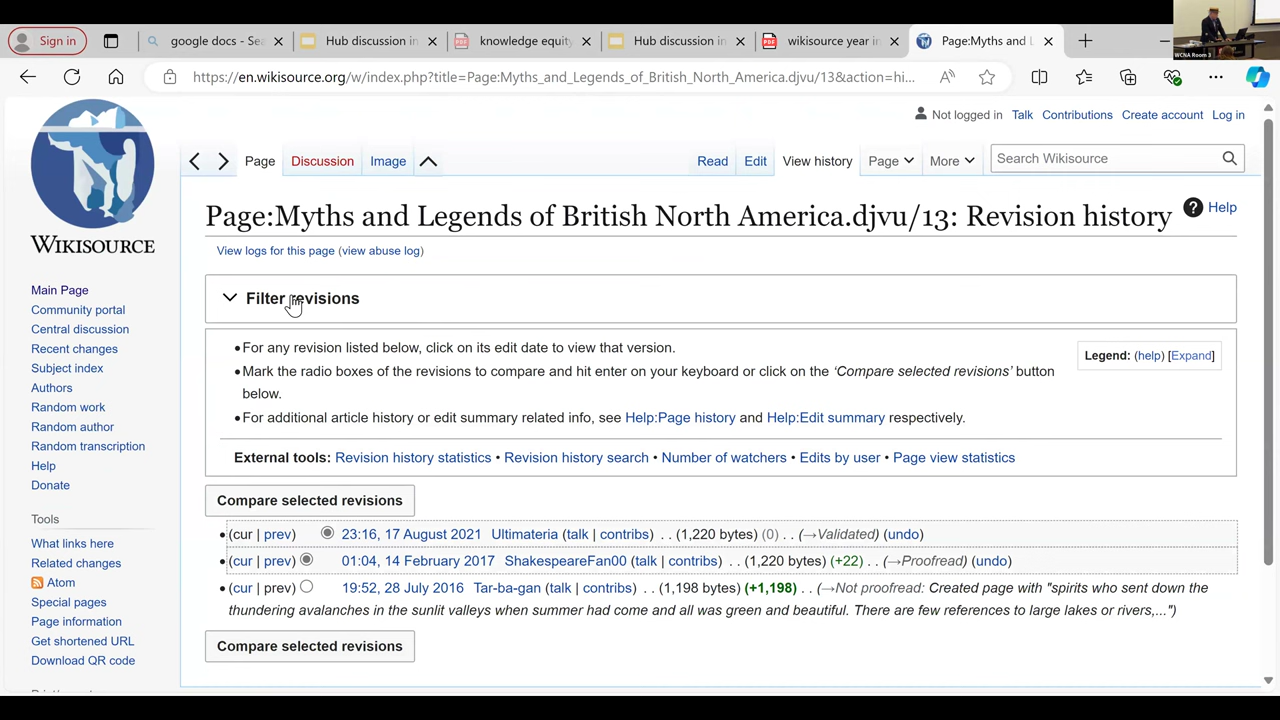 Sign in
google docs - Sea
Hub discussion in
knowledge equity
Hub discussion in
wikisource year in
Page:Myths and L
WCNA Room 3
https://en.wikisource.org/w/index.php?title=Page:Myths_and_Legends_of_British_North_America.djvu/13&action=hi...
Not logged in Talk Contributions Create account Log in
Page Discussion Image Read Edit View history Page More Search Wikisource
WIKISOURCE
Page:Myths and Legends of British North America.djvu/13: Revision history
Help
View logs for this page (view abuse log)
Main Page
Community portal
Central discussion
Recent changes
Subject index
Authors
Random work
Random author
Random transcription
Help
Donate
Tools
What links here
Atom
Special pages
Page information
Get shortened URL
Download QR code
Filter revisions
•For any revision listed below, click on its edit date to view that version.
•Mark the radio boxes of the revisions to compare and hit enter on your keyboard or click on the 'Compare selected revisions' button
below.
•For additional article history or edit summary related info, see Help:Page history and Help:Edit summary respectively.
Legend: (help) [Expand]
External tools: Revision history statistics • Revision history search • Number of watchers • Edits by user • Page view statistics
Compare selected revisions
• (cur | prev) 23:16, 17 August 2021 Ultimateria (talk | contribs) . . (1,220 bytes) (0) . . (→Validated) (undo)
• (cur | prev) 01:04, 14 February 2017 ShakespeareFan00 (talk | contribs) . . (1,220 bytes) (+22) . . (→Proofread) (undo)
• (cur | prev) 19:52, 28 July 2016 Tar-ba-gan (talk | contribs) . . (1,198 bytes) (+1,198) . . (→Not proofread: Created page with "spirits who sent down the
thundering avalanches in the sunlit valleys when summer had come and all was green and beautiful. There are few references to large lakes or rivers,...")
Compare selected revisions